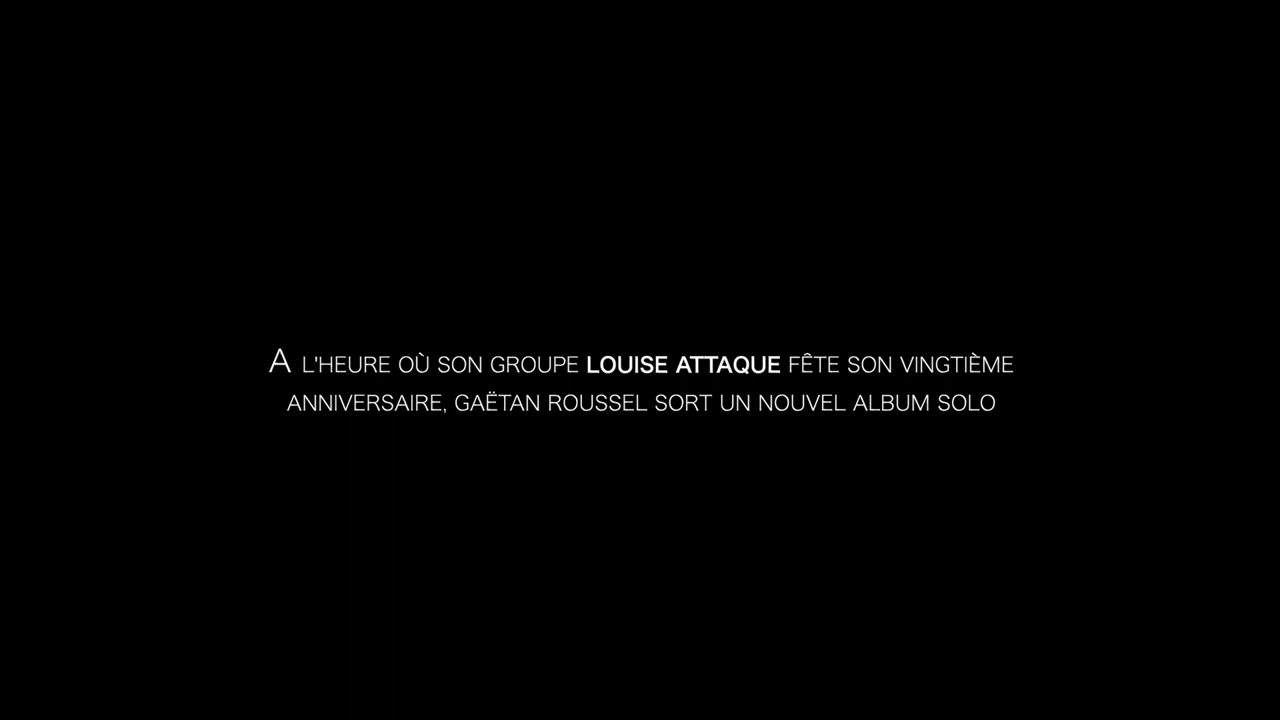 A L'HEURE OÙ SON GROUPE LOUISE ATTAQUE FÊTE SON VINGTIÈME
ANNIVERSAIRE, GAËTAN ROUSSEL SORT UN NOUVEL ALBUM SOLO